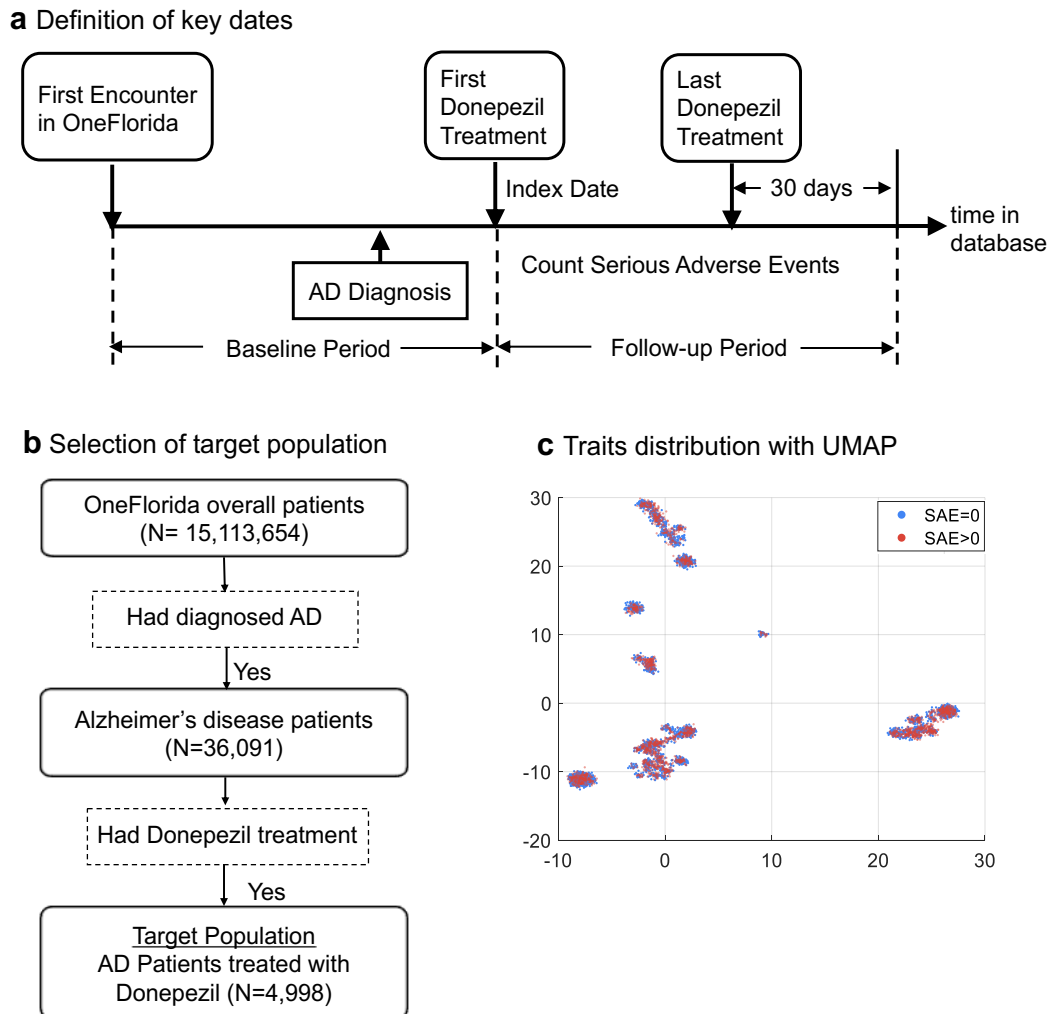 a Definition of key dates
First Encounter
in OneFlorida
First
Donepezil
Treatment
Last
Donepezil
Treatment
Index Date
30 days
time in
database
AD Diagnosis
Count Serious Adverse Events
Baseline Period
Follow-up Period
b Selection of target population
OneFlorida overall patients
(N= 15,113,654)
Had diagnosed AD
Yes
Alzheimer's disease patients
(N=36,091)
Had Donepezil treatment
Yes
Target Population
AD Patients treated with
Donepezil (N=4,998)
c Traits distribution with UMAP
SAE=0
SAE>0
30
20
10
0
-10
-20
-10
0
10
20
30